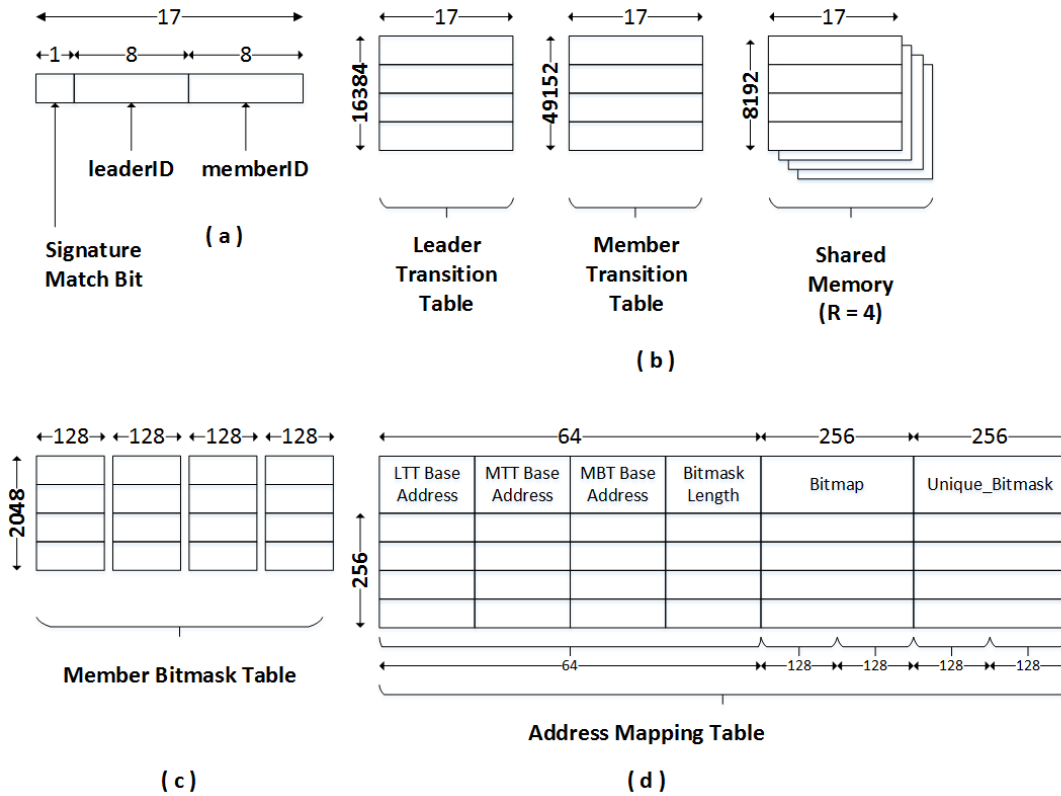 17
1
8
8
leaderID
memberID
Signature
Match Bit
( a )
17
16384
Leader
Transition
Table
17
49152
Member
Transition
Table
17
8192
Shared
Memory
(R = 4)
( b )
128
128
128
128
2048
Member Bitmask Table
( c )
64
256
256
LTT Base
Address
MTT Base
Address
MBT Base
Address
Bitmask
Length
Bitmap
Unique_Bitmask
256
64
128
128
128
128
Address Mapping Table
( d )